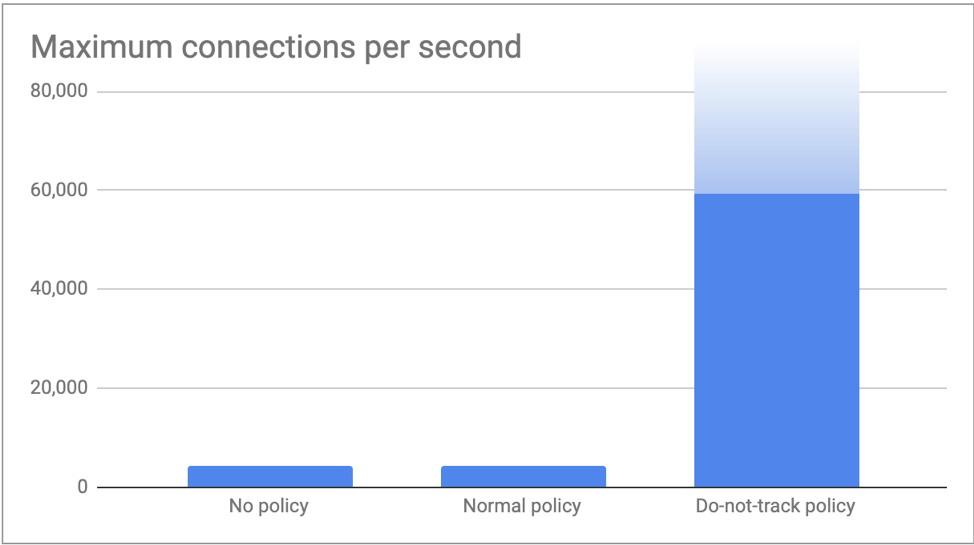 Maximum connections per second
80,000
60,000
40,000
20,000
0
No policy Normal policy Do-not-track policy